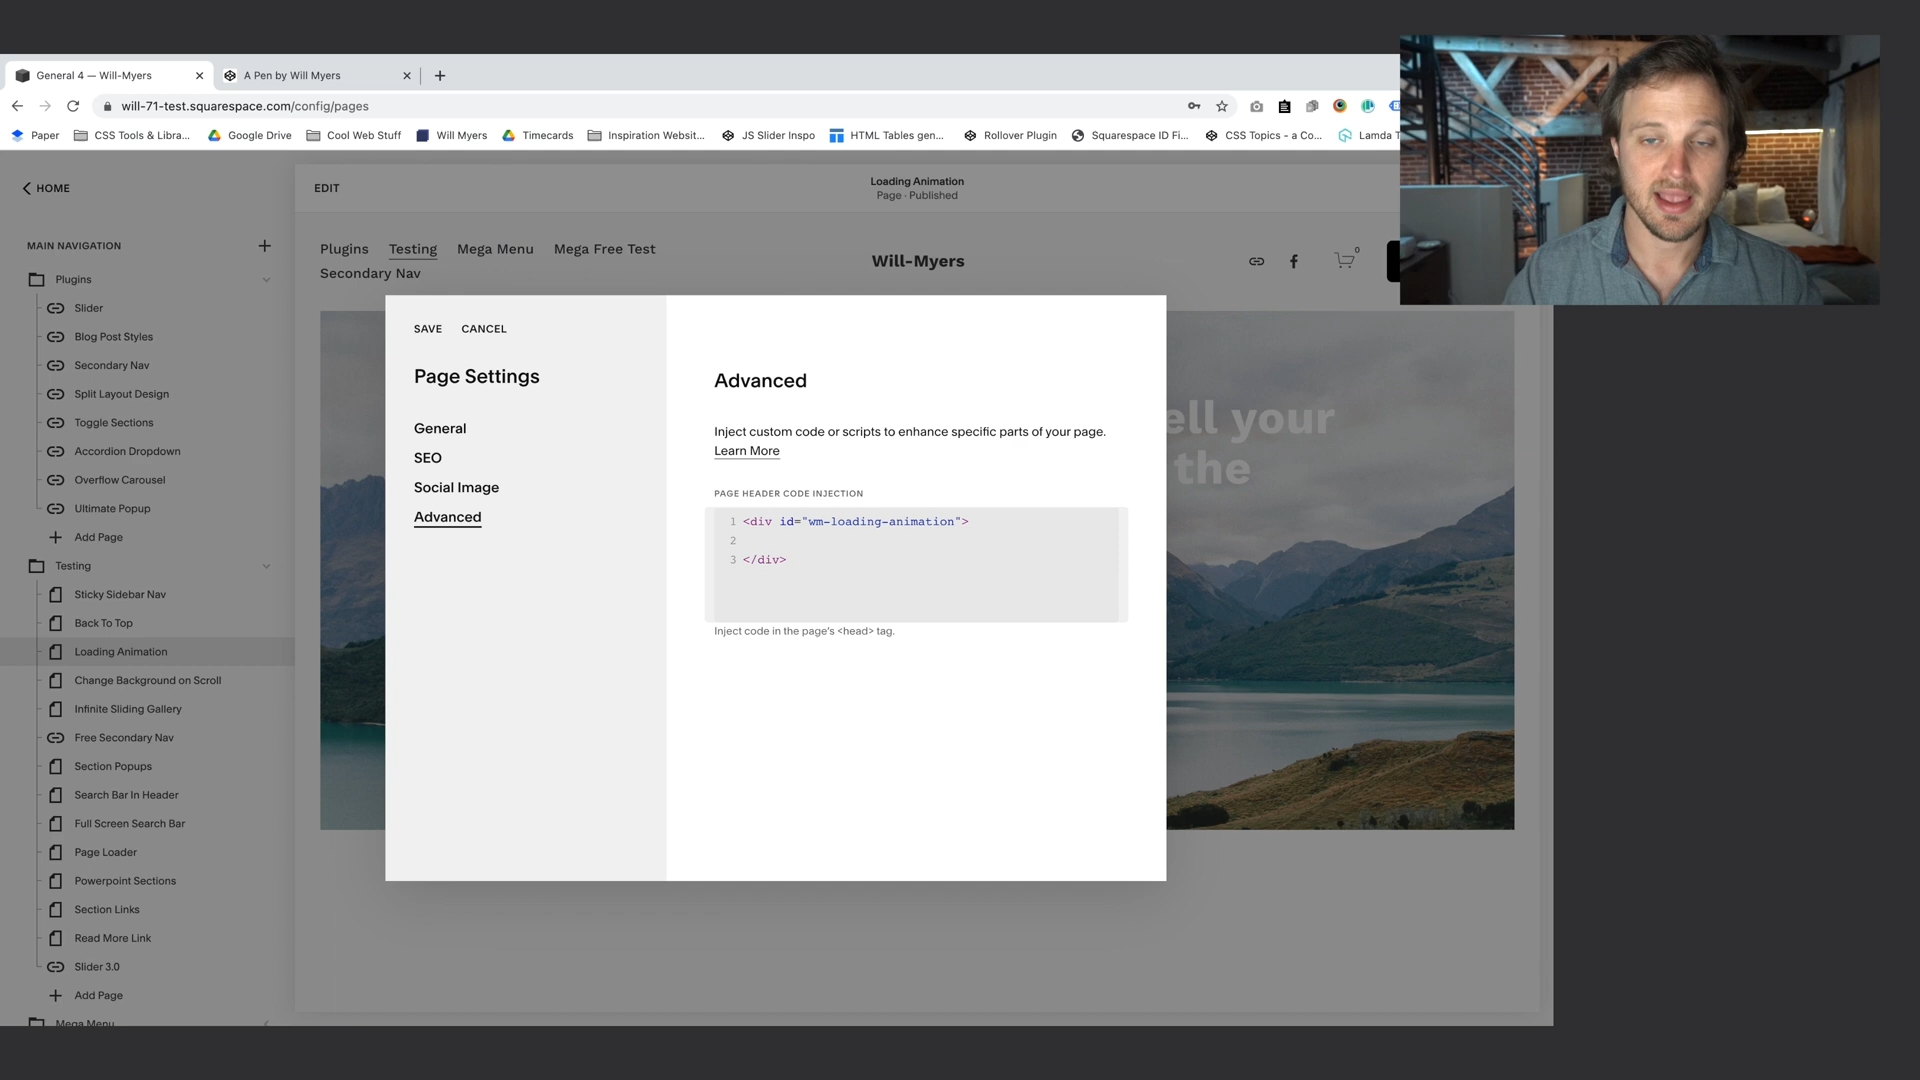 General 4 — Will-Myers
A Pen by Will Myers
will-71-test.squarespace.com/config/pages
Paper
CSS Tools & Libra...
Google Drive
Cool Web Stuff
Will Myers
Timecards
Inspiration Websit...
JS Slider Inspo
HTML Tables gen...
Rollover Plugin
Squarespace ID Fi...
CSS Topics - a Co...
Lamda T
HOME
EDIT
Loading Animation
Page · Published
MAIN NAVIGATION
Plugins
Slider
Blog Post Styles
Secondary Nav
Split Layout Design
Toggle Sections
Accordion Dropdown
Overflow Carousel
Ultimate Popup
Add Page
Testing
Sticky Sidebar Nav
Back To Top
Loading Animation
Change Background on Scroll
Infinite Sliding Gallery
Free Secondary Nav
Section Popups
Search Bar In Header
Full Screen Search Bar
Page Loader
Powerpoint Sections
Section Links
Read More Link
Slider 3.0
Add Page
Mega Menu
Plugins Testing Mega Menu Mega Free Test
Secondary Nav
Will-Myers
0
ell your
the
SAVE CANCEL
Page Settings
General
SEO
Social Image
Advanced
Advanced
Inject custom code or scripts to enhance specific parts of your page.
Learn More
PAGE HEADER CODE INJECTION
1 <div id="wm-loading-animation">
2
3 </div>
Inject code in the page's <head> tag.